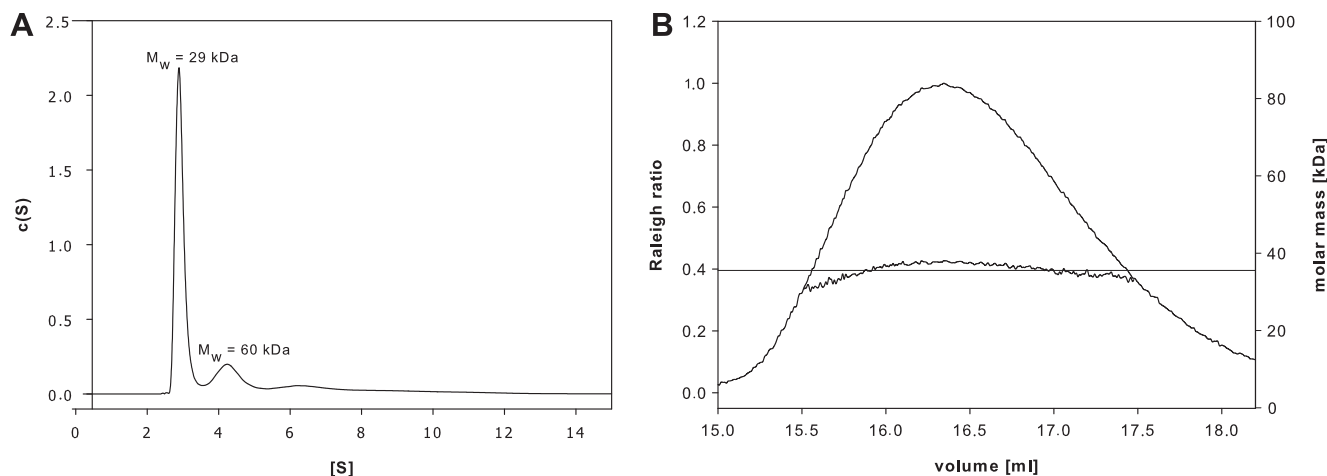 A
2.5
2.0
1.5
1.0
0.5
0.0
c(S)
M_W = 29 kDa
M_W = 60 kDa
0 2 4 6 8 10 12 14
[S]
B
1.2
1.0
0.8
0.6
0.4
0.2
0.0
Raleigh ratio
100
80
60
40
20
0
molar mass [kDa]
15.0 15.5 16.0 16.5 17.0 17.5 18.0
volume [ml]